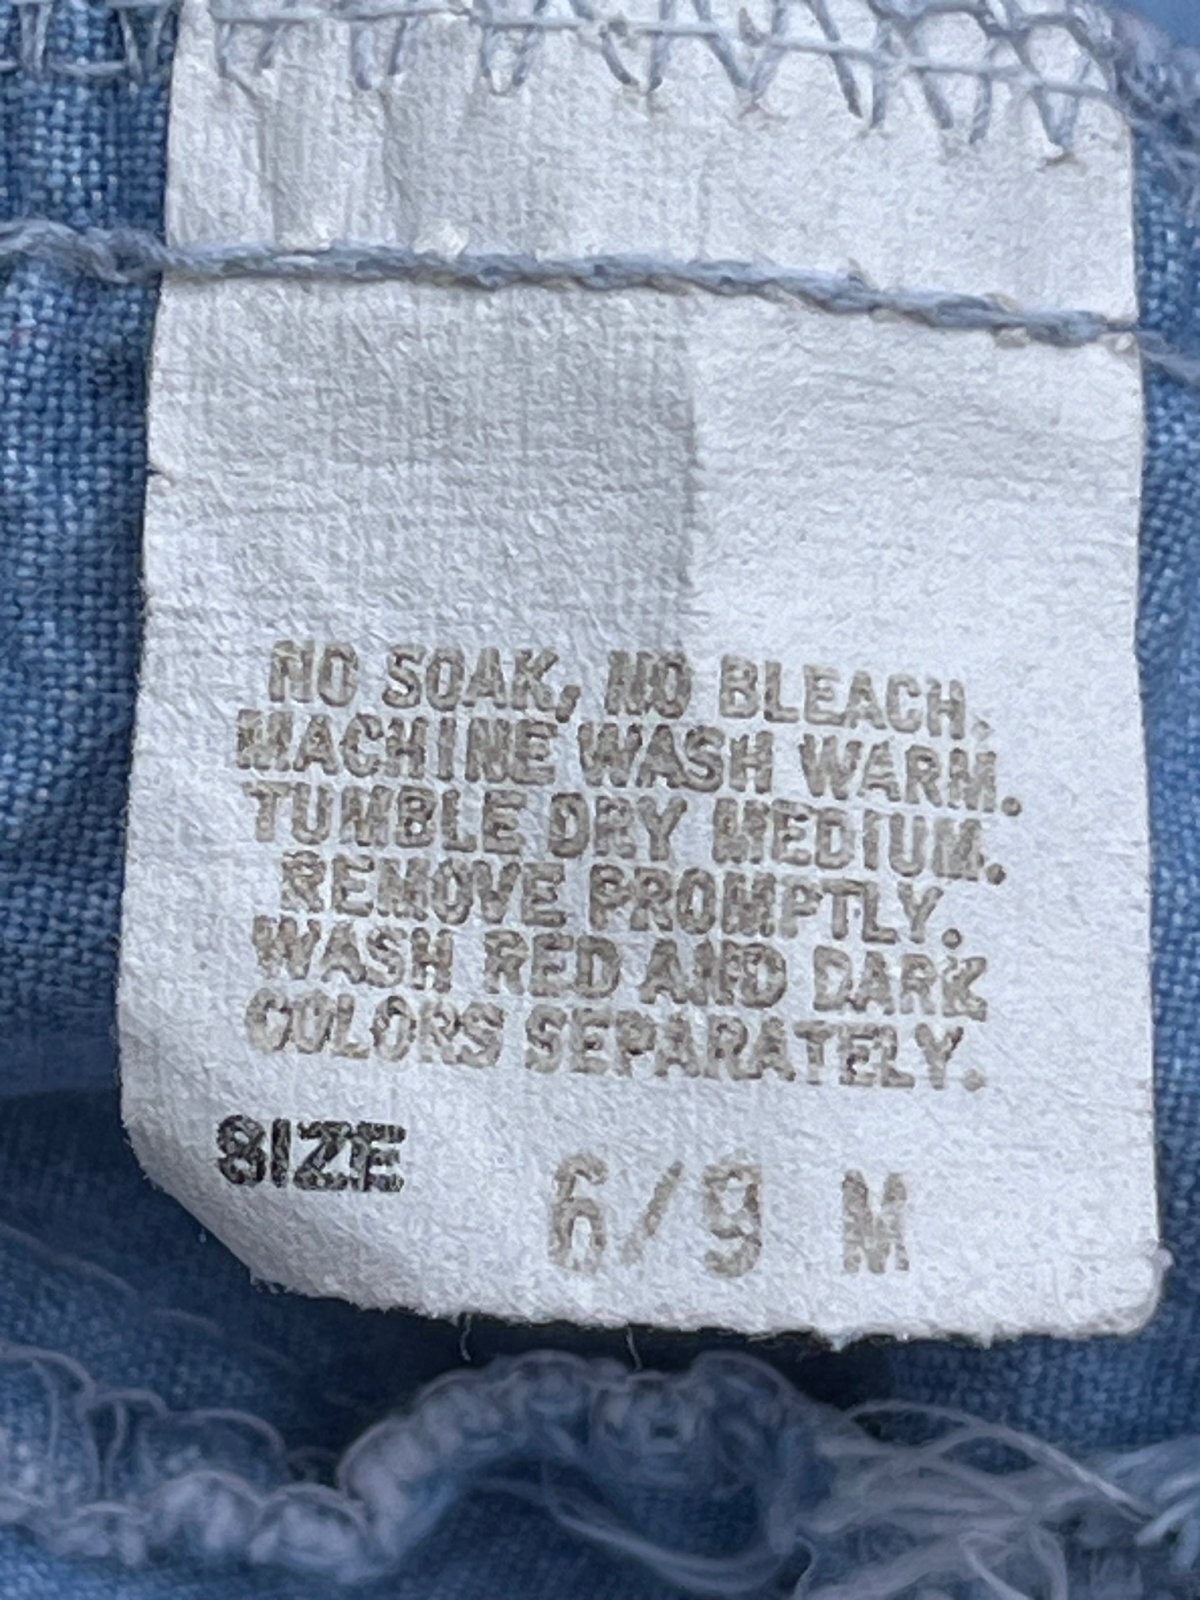 NO SOAK, NO BLEACH.
MACHINE WASH WARM.
TUMBLE DRY MEDIUM.
REMOVE PROMPTLY.
WASH RED AND DARK
COLORS SEPARATELY.
SIZE 6/9 M